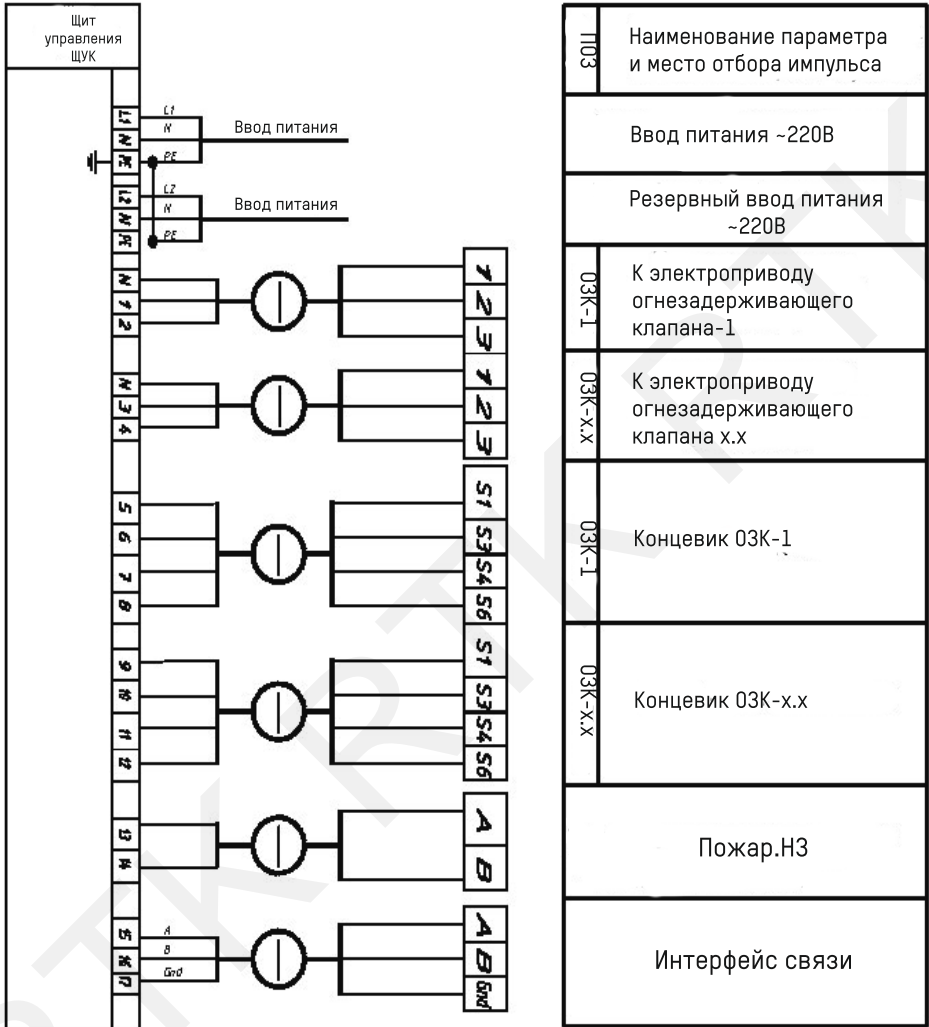 Щит
управления
ЩУК
L1
N
PE
L1
N
PE
Ввод питания
L2
N
PE
L2
N
PE
Ввод питания
N
1
2
1
2
3
N
3
4
1
2
3
5
6
7
8
S1
S3
S4
S6
9
10
11
12
S1
S3
S4
S6
13
14
A
B
15
16
17
A
B
Gnd
A
B
Gnd
ПОЗ
Наименование параметра
и место отбора импульса
Ввод питания ~220В
Резервный ввод питания
~220В
ОЗК-1
К электроприводу
огнезадерживающего
клапана-1
ОЗК-х.х
К электроприводу
огнезадерживающего
клапана х.х
ОЗК-1
Концевик ОЗК-1
ОЗК-х.х
Концевик ОЗК-х.х
Пожар.НЗ
Интерфейс связи
RTK RTK RTK